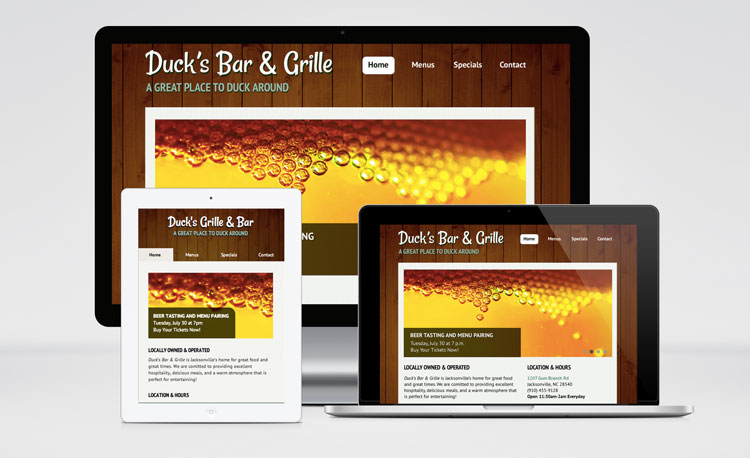 Duck's Bar & Grille
A GREAT PLACE TO DUCK AROUND
Home Menus Specials Contact
Duck's Grille & Bar
A GREAT PLACE TO DUCK AROUND
Home Menus Specials Contact
BEER TASTING AND MENU PAIRING
Tuesday, July 30 at 7pm
Buy Your Tickets Now!
LOCALLY OWNED & OPERATED
Duck's Bar & Grille is Jacksonville's home for great food and
great times. We are comitted to providing excellent
hospitality, delicious meals, and a warm atmosphere that is
perfect for entertaining!
LOCATION & HOURS
Duck's Bar & Grille
A GREAT PLACE TO DUCK AROUND
Home Menus Specials Contact
BEER TASTING AND MENU PAIRING
Tuesday, July 30 at 7 p.m.
Buy Your Tickets Now!
LOCALLY OWNED & OPERATED
Duck's Bar & Grille is Jacksonville's home for great food
and great times. We are comitted to providing excellent
hospitality, delicious meals, and a warm atmosphere that
is perfect for entertaining!
LOCATION & HOURS
1207 Gum Branch Rd
Jacksonville, NC 28540
(910) 455-9128
Open 11:30am-2am Everyday